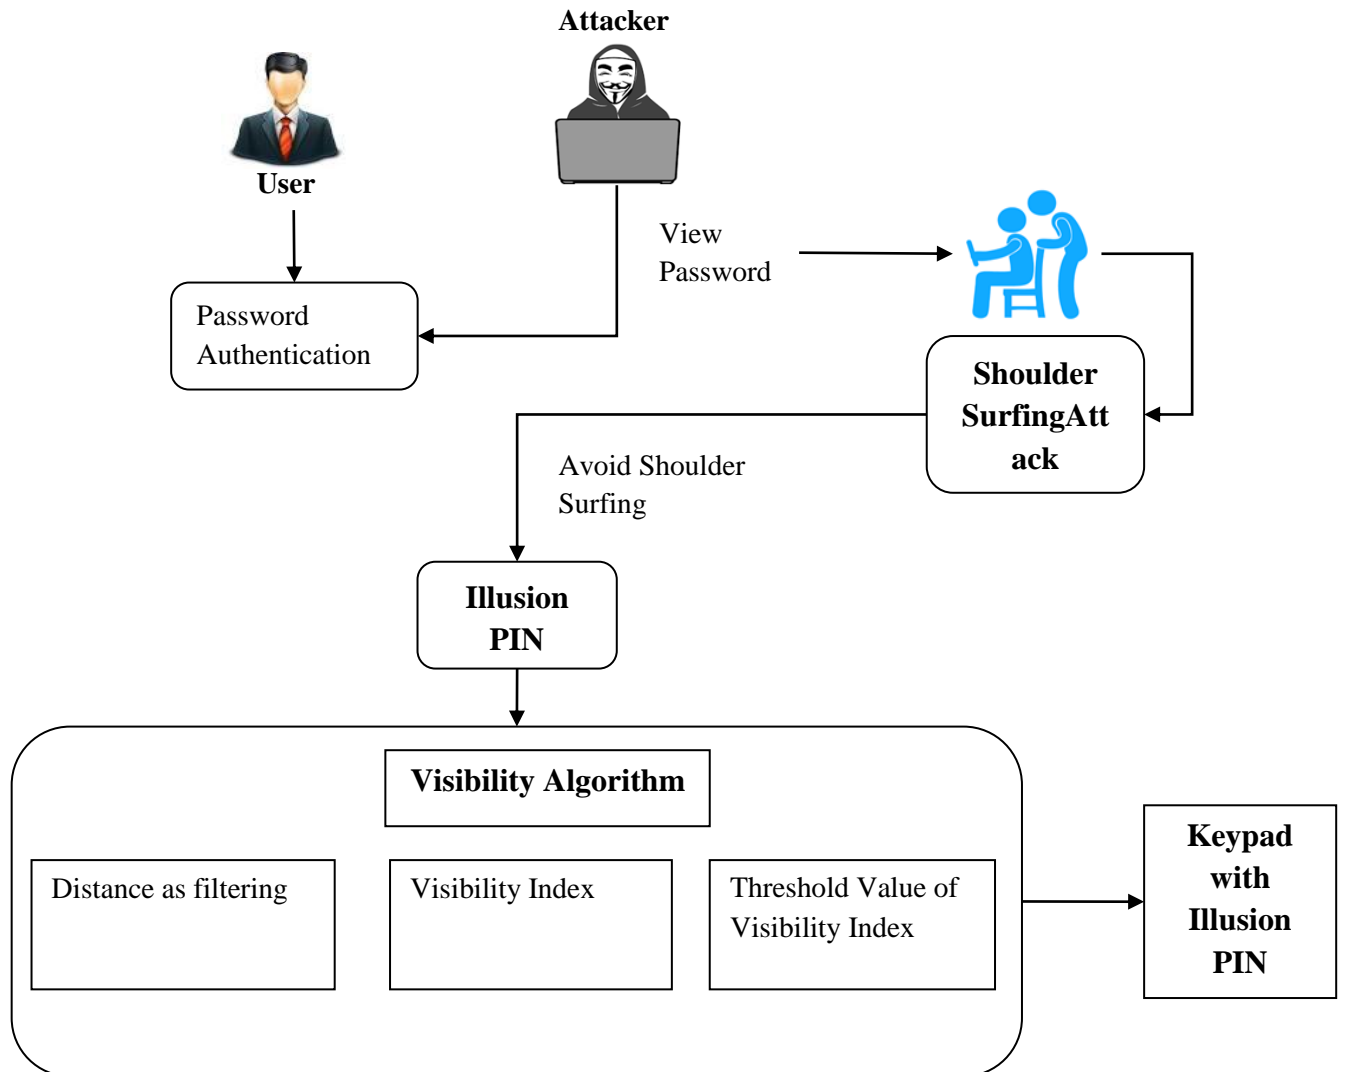 Attacker
User
View
Password
Password
Authentication
Shoulder
SurfingAtt
ack
Avoid Shoulder
Surfing
Illusion
PIN
Visibility Algorithm
Distance as filtering
Visibility Index
Threshold Value of
Visibility Index
Keypad
with
Illusion
PIN